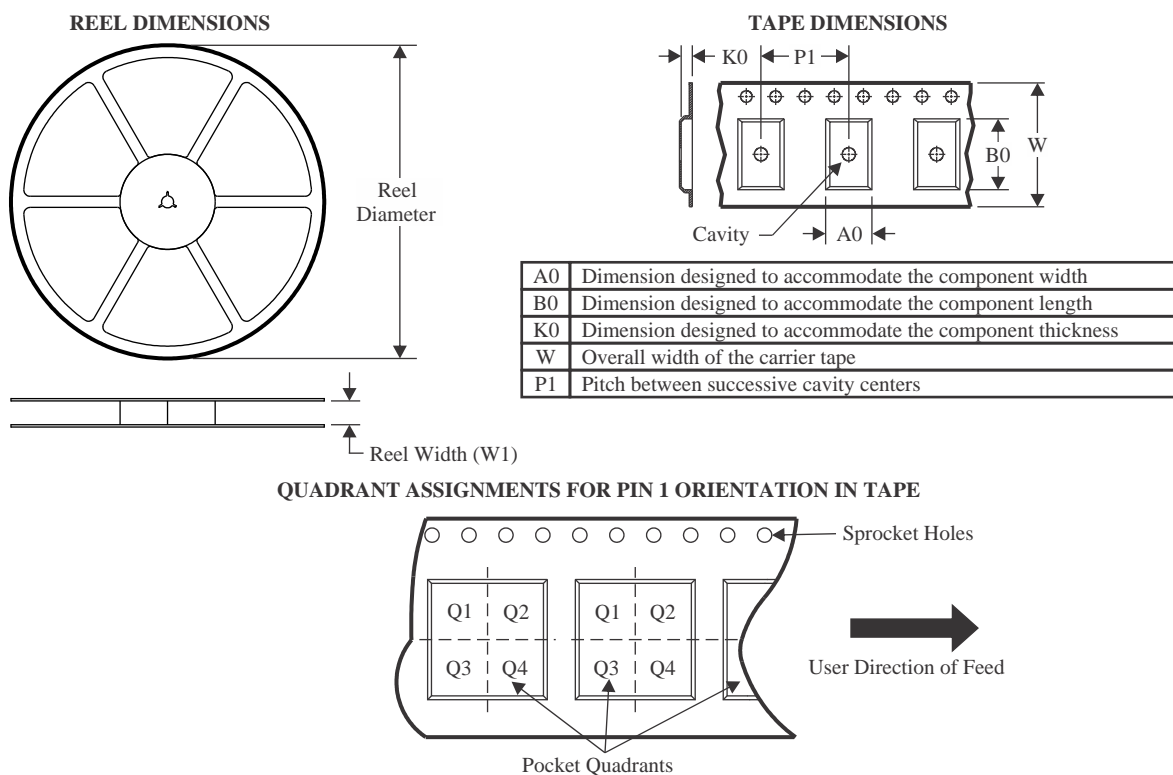 REEL DIMENSIONS
Reel
Diameter
Reel Width (W1)
TAPE DIMENSIONS
K0
P1
B0
W
Cavity
A0
A0 Dimension designed to accommodate the component width
B0 Dimension designed to accommodate the component length
K0 Dimension designed to accommodate the component thickness
W Overall width of the carrier tape
P1 Pitch between successive cavity centers
QUADRANT ASSIGNMENTS FOR PIN 1 ORIENTATION IN TAPE
Sprocket Holes
Q1 Q2 Q1 Q2
Q3 Q4 Q3 Q4
User Direction of Feed
Pocket Quadrants